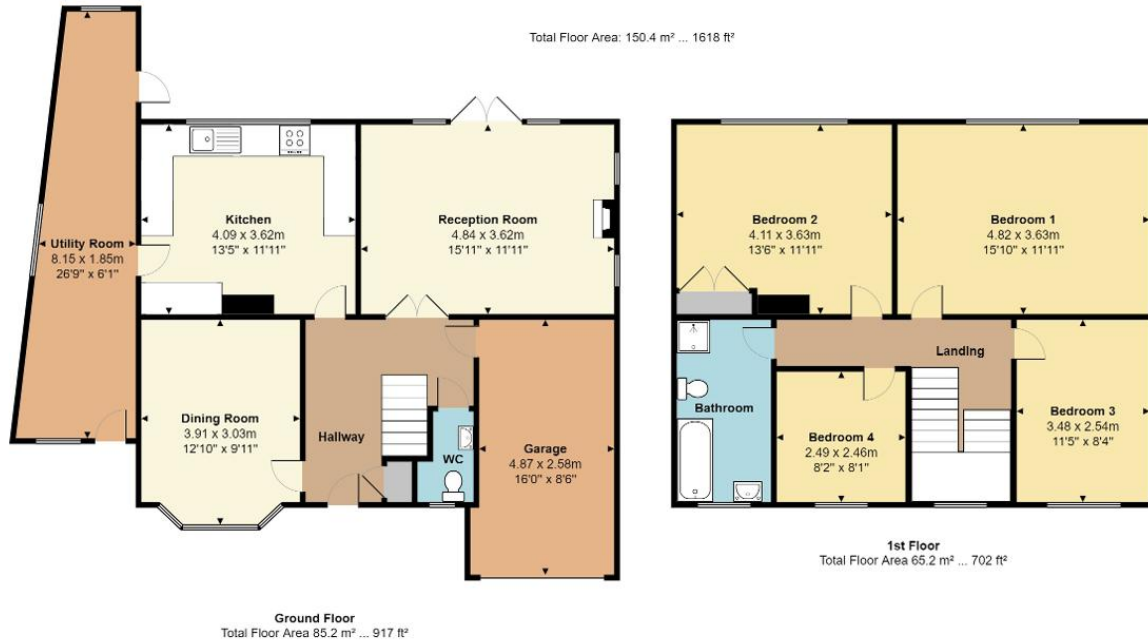 Total Floor Area: 150.4 m² ... 1618 ft²
Utility Room
8.15 x 1.85m
26'9" x 6'1"
Kitchen
4.09 x 3.62m
13'5" x 11'11"
Reception Room
4.84 x 3.62m
15'11" x 11'11"
Dining Room
3.91 x 3.03m
12'10" x 9'11"
Hallway
WC
Garage
4.87 x 2.58m
16'0" x 8'6"
Ground Floor
Total Floor Area 85.2 m² ... 917 ft²
Bedroom 2
4.11 x 3.63m
13'6" x 11'11"
Bedroom 1
4.82 x 3.63m
15'10" x 11'11"
Landing
Bathroom
Bedroom 4
2.49 x 2.46m
8'2" x 8'1"
Bedroom 3
3.48 x 2.54m
11'5" x 8'4"
1st Floor
Total Floor Area 65.2 m² ... 702 ft²